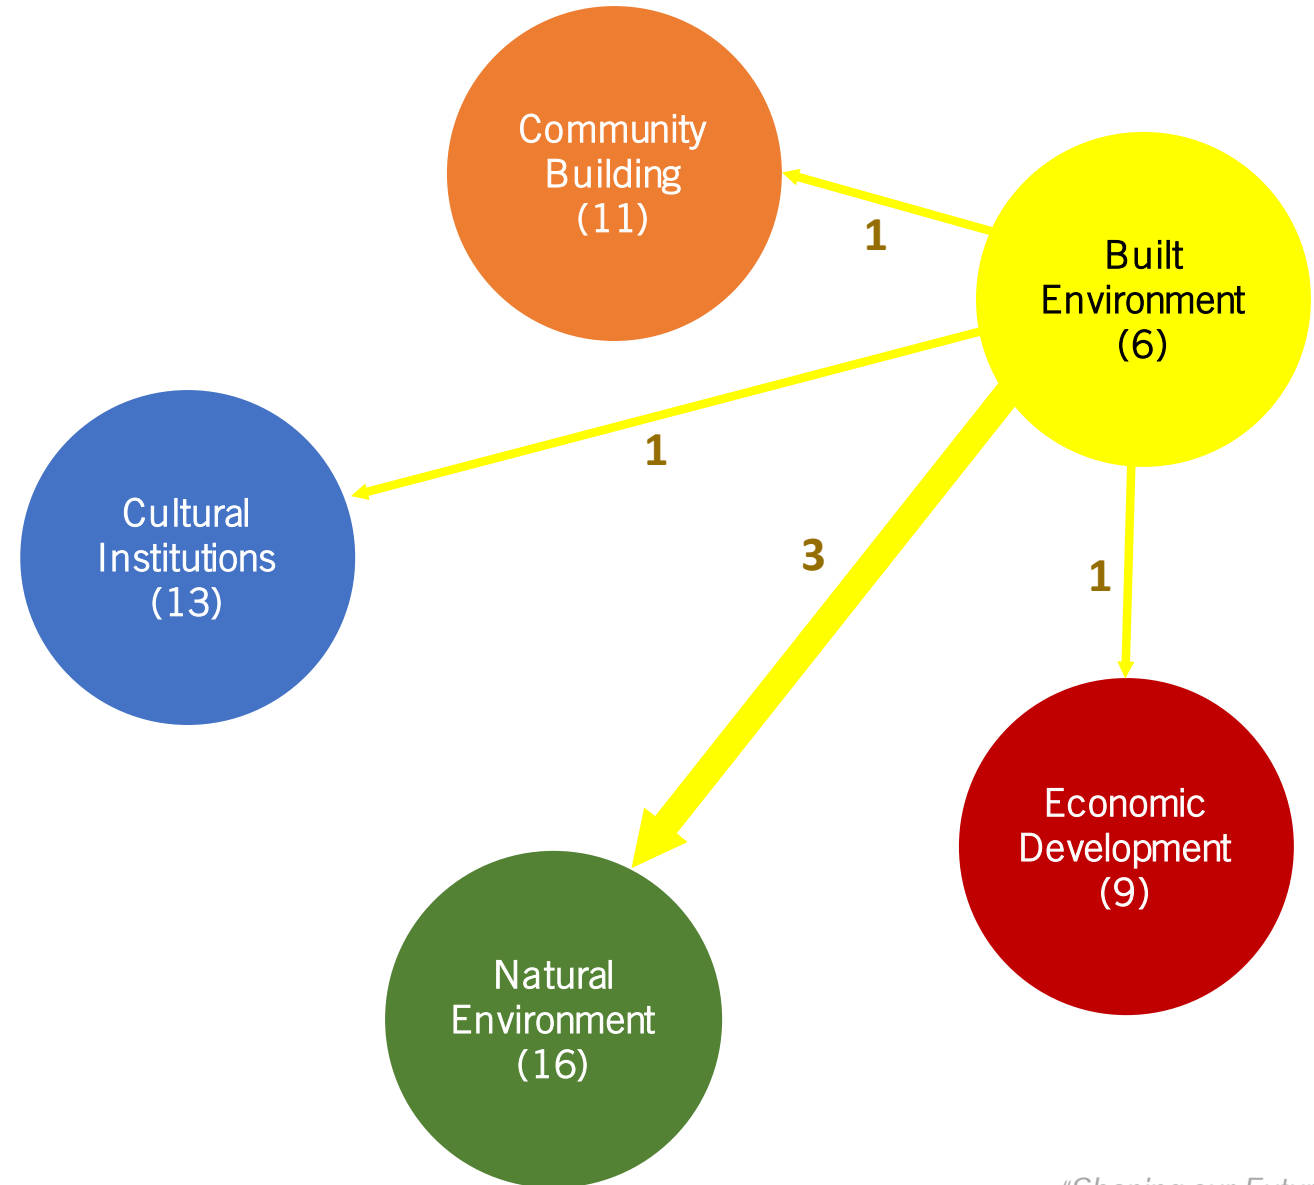 Community
Building
(11)
Built
Environment
(6)
1
1
Cultural
Institutions
(13)
3
1
Economic
Development
(9)
Natural
Environment
(16)